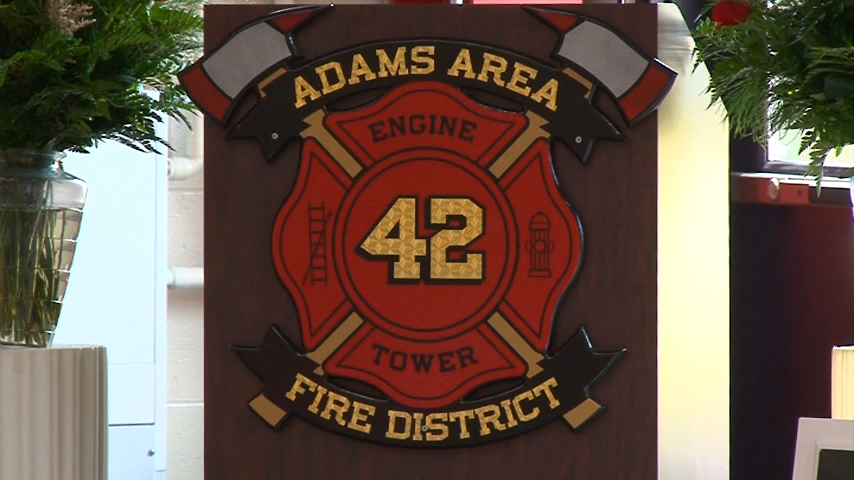 ADAMS AREA
ENGINE
42
TOWER
FIRE DISTRICT